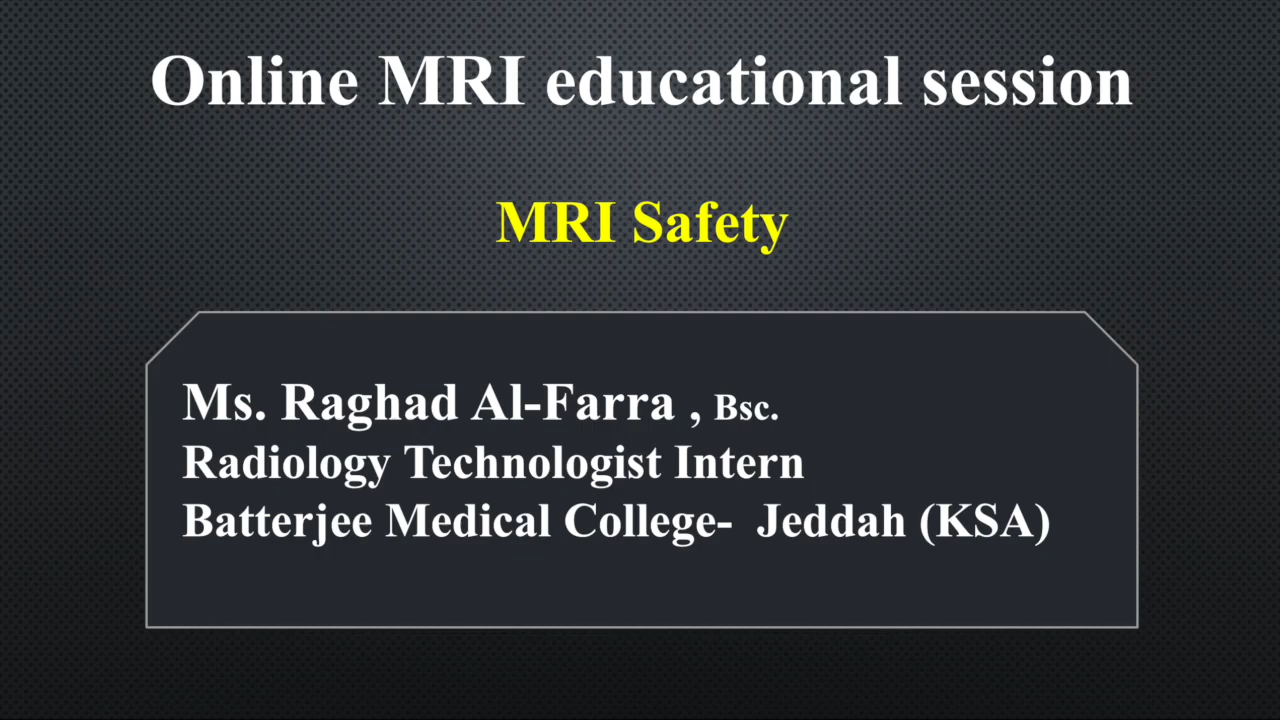 Online MRI educational session
MRI Safety
Ms. Raghad Al-Farra , Bsc.
Radiology Technologist Intern
Batterjee Medical College- Jeddah (KSA)